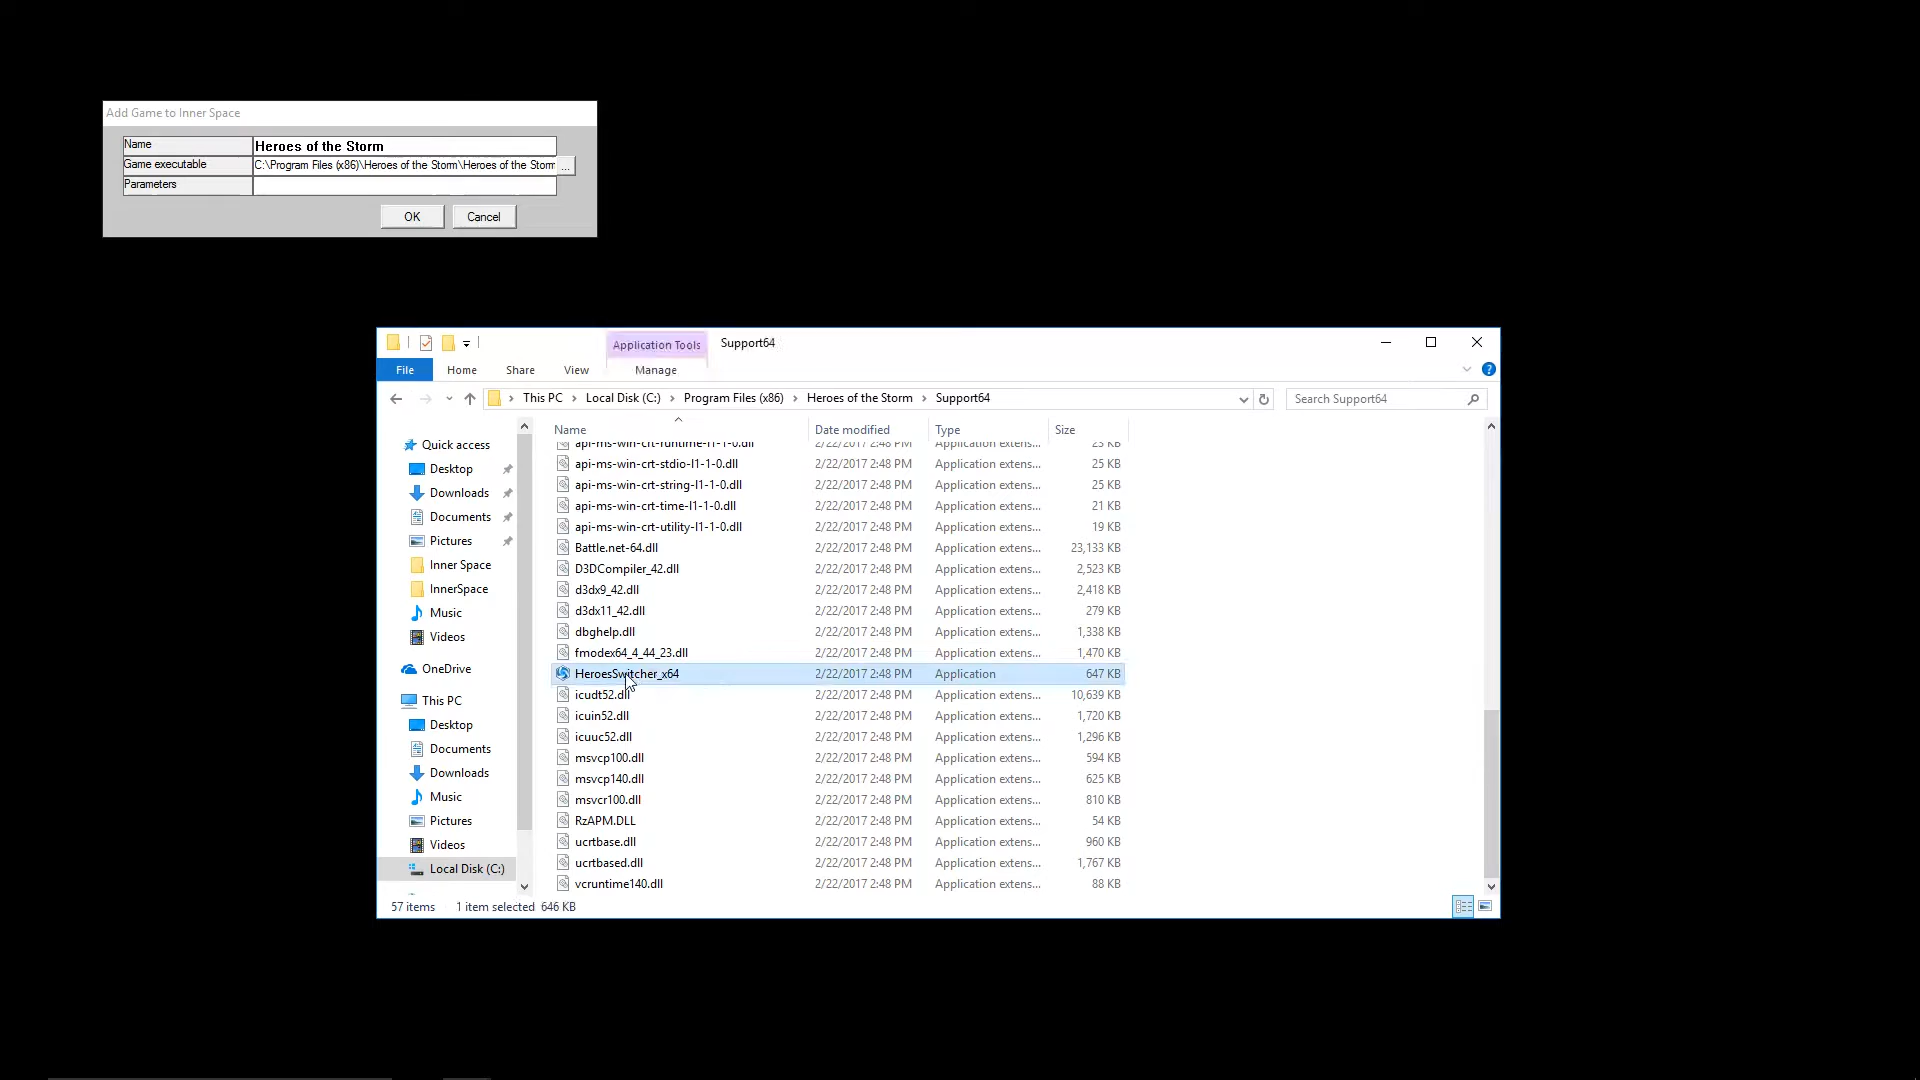 Add Game to Inner Space
Name Heroes of the Storm
Game executable C:\Program Files (x86)\Heroes of the Storm\Heroes of the Storm ...
Parameters
OK Cancel
Application Tools Support64
File Home Share View Manage
This PC Local Disk (C:) Program Files (x86) Heroes of the Storm Support64 Search Support64
Name Date modified Type Size
Quick access
Desktop
Downloads
Documents
Pictures
Inner Space
InnerSpace
Music
Videos
OneDrive
This PC
Desktop
Documents
Downloads
Music
Pictures
Videos
Local Disk (C:)
api-ms-win-crt-runtime-l1-1-0.dll 2/22/2017 2:48 PM Application extens... 23 KB
api-ms-win-crt-stdio-l1-1-0.dll 2/22/2017 2:48 PM Application extens... 25 KB
api-ms-win-crt-string-l1-1-0.dll 2/22/2017 2:48 PM Application extens... 25 KB
api-ms-win-crt-time-l1-1-0.dll 2/22/2017 2:48 PM Application extens... 21 KB
api-ms-win-crt-utility-l1-1-0.dll 2/22/2017 2:48 PM Application extens... 19 KB
Battle.net-64.dll 2/22/2017 2:48 PM Application extens... 23,133 KB
D3DCompiler_42.dll 2/22/2017 2:48 PM Application extens... 2,523 KB
d3dx9_42.dll 2/22/2017 2:48 PM Application extens... 2,418 KB
d3dx11_42.dll 2/22/2017 2:48 PM Application extens... 279 KB
dbghelp.dll 2/22/2017 2:48 PM Application extens... 1,338 KB
fmodex64_4_44_23.dll 2/22/2017 2:48 PM Application extens... 1,470 KB
HeroesSwitcher_x64 2/22/2017 2:48 PM Application 647 KB
icudt52.dll 2/22/2017 2:48 PM Application extens... 10,639 KB
icuin52.dll 2/22/2017 2:48 PM Application extens... 1,720 KB
icuuc52.dll 2/22/2017 2:48 PM Application extens... 1,296 KB
msvcp100.dll 2/22/2017 2:48 PM Application extens... 594 KB
msvcp140.dll 2/22/2017 2:48 PM Application extens... 625 KB
msvcr100.dll 2/22/2017 2:48 PM Application extens... 810 KB
RzAPM.DLL 2/22/2017 2:48 PM Application extens... 54 KB
ucrtbase.dll 2/22/2017 2:48 PM Application extens... 960 KB
ucrtbased.dll 2/22/2017 2:48 PM Application extens... 1,767 KB
vcruntime140.dll 2/22/2017 2:48 PM Application extens... 88 KB
57 items 1 item selected 646 KB